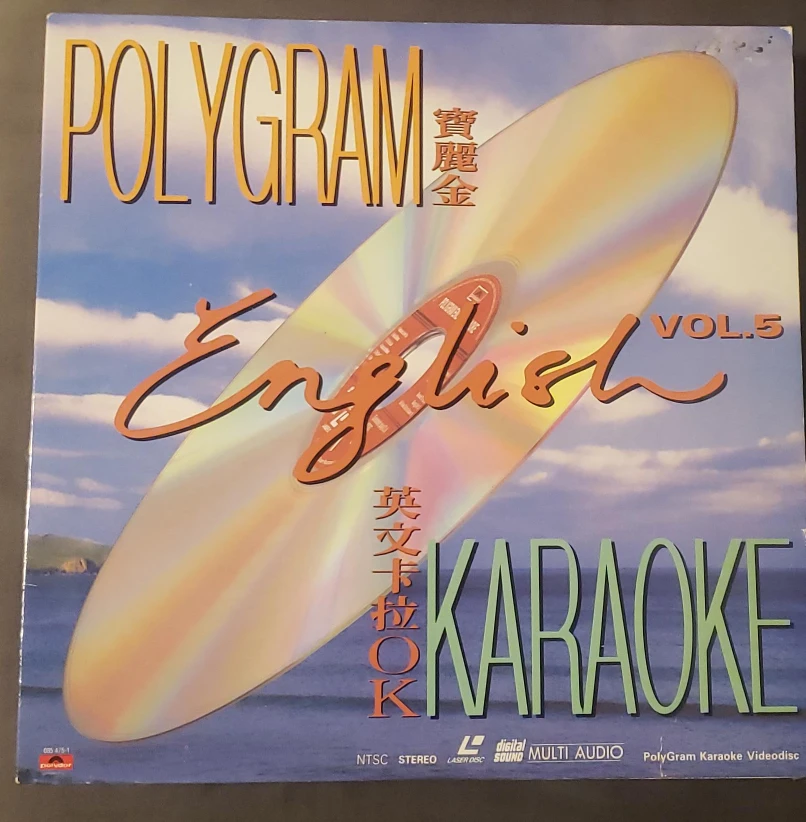 POLYGRAM
寶麗金
English
VOL.5
英文卡拉OK
KARAOKE
polydor
NTSC STEREO LASER DISC digital SOUND MULTI AUDIO PolyGram Karaoke Videodisc